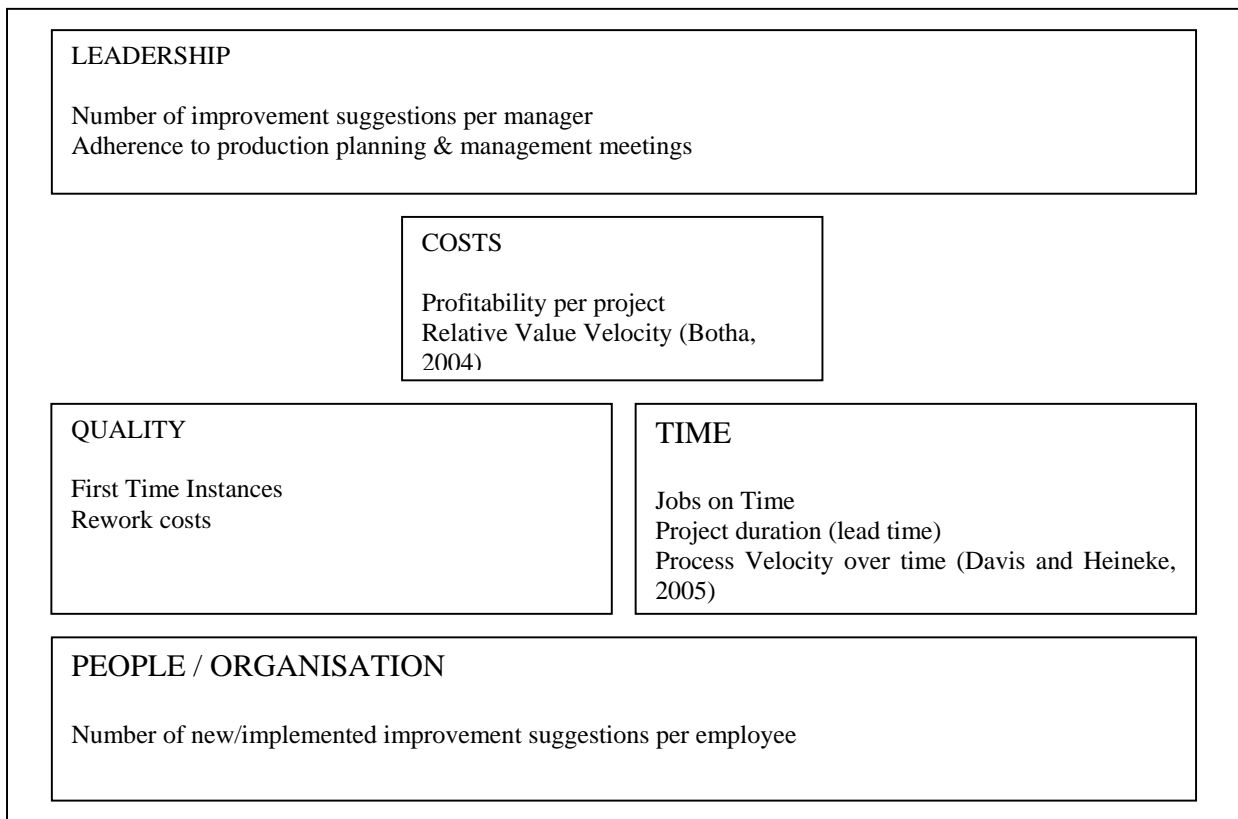 LEADERSHIP
Number of improvement suggestions per manager
Adherence to production planning & management meetings
COSTS
Profitability per project
Relative Value Velocity (Botha,
2004)
QUALITY
First Time Instances
Rework costs
TIME
Jobs on Time
Project duration (lead time)
Process Velocity over time (Davis and Heineke,
2005)
PEOPLE / ORGANISATION
Number of new/implemented improvement suggestions per employee